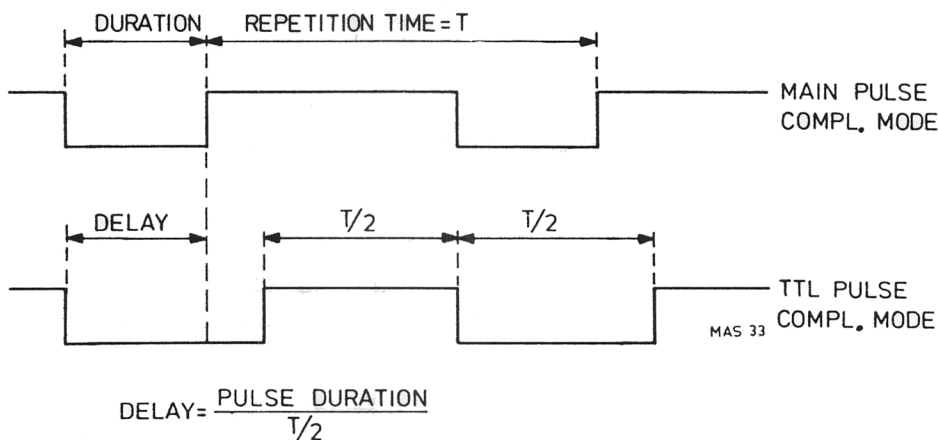 DURATION REPETITION TIME=T
MAIN PULSE
COMPL. MODE
DELAY T/2 T/2
TTL PULSE
MAS 33 COMPL. MODE
DELAY= PULSE DURATION
T/2